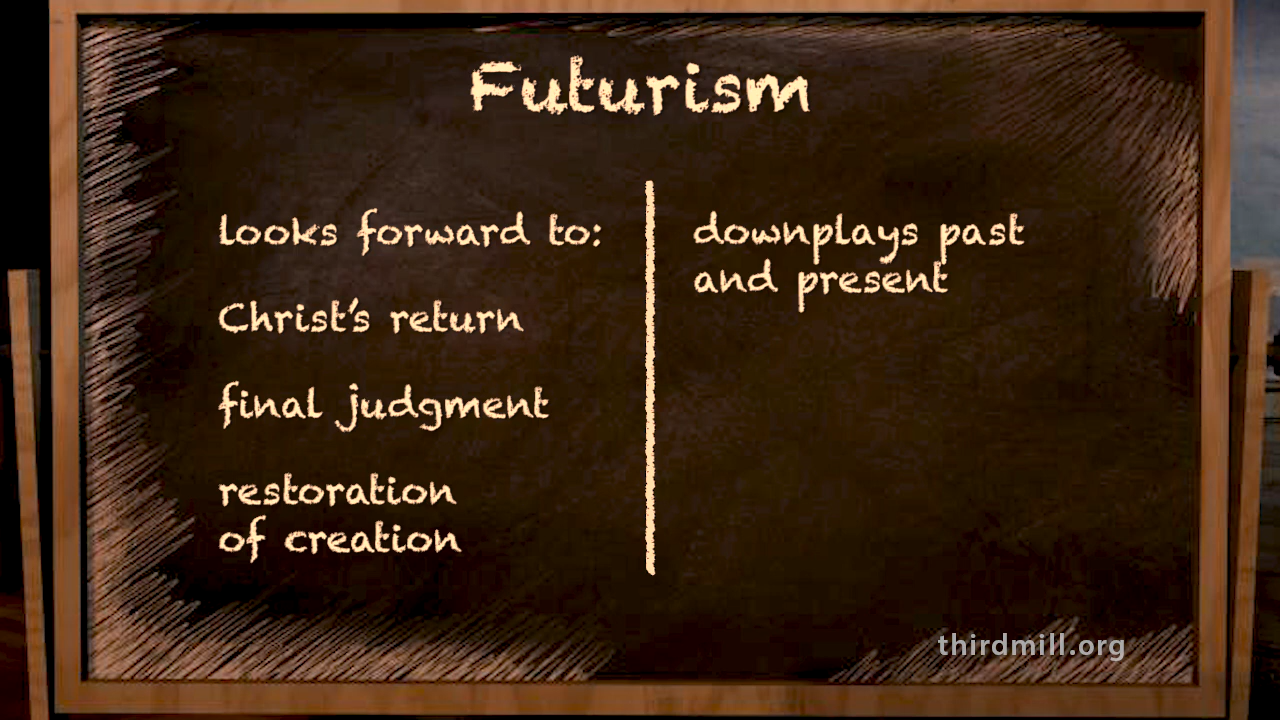 Futurism
looks forward to:
Christ's return
final judgment
restoration
of creation
downplays past
and present
thirdmill.org